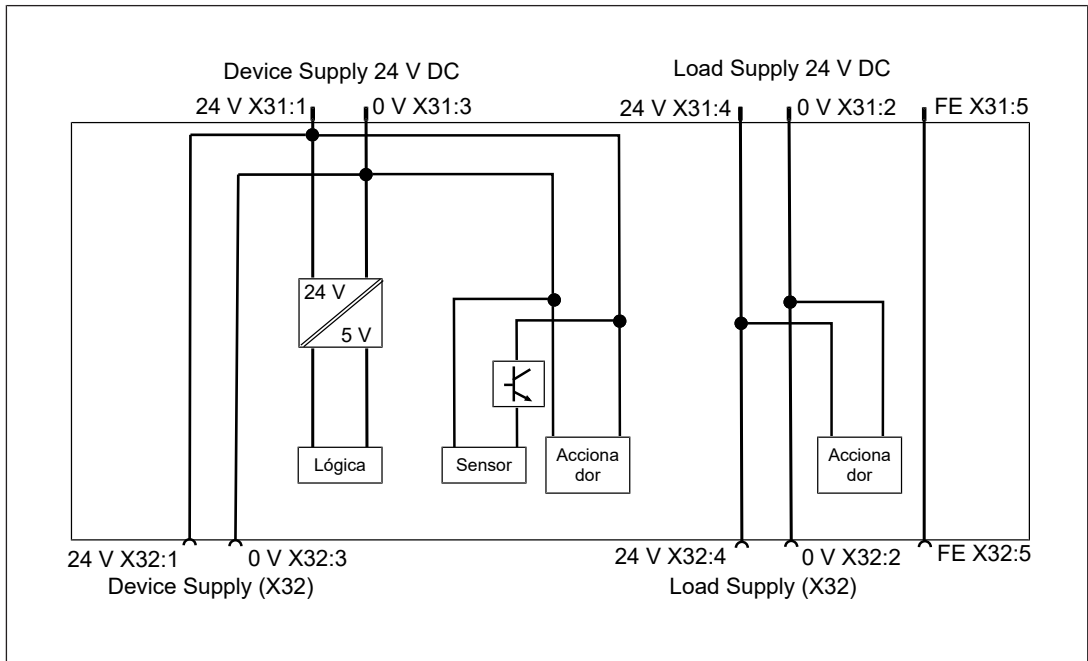 Device Supply 24 V DC
Load Supply 24 V DC
24 V X31:1
0 V X31:3
24 V X31:4
0 V X31:2
FE X31:5
24 V
5 V
Lógica
Sensor
Acciona
dor
Acciona
dor
24 V X32:1
0 V X32:3
24 V X32:4
0 V X32:2
FE X32:5
Device Supply (X32)
Load Supply (X32)